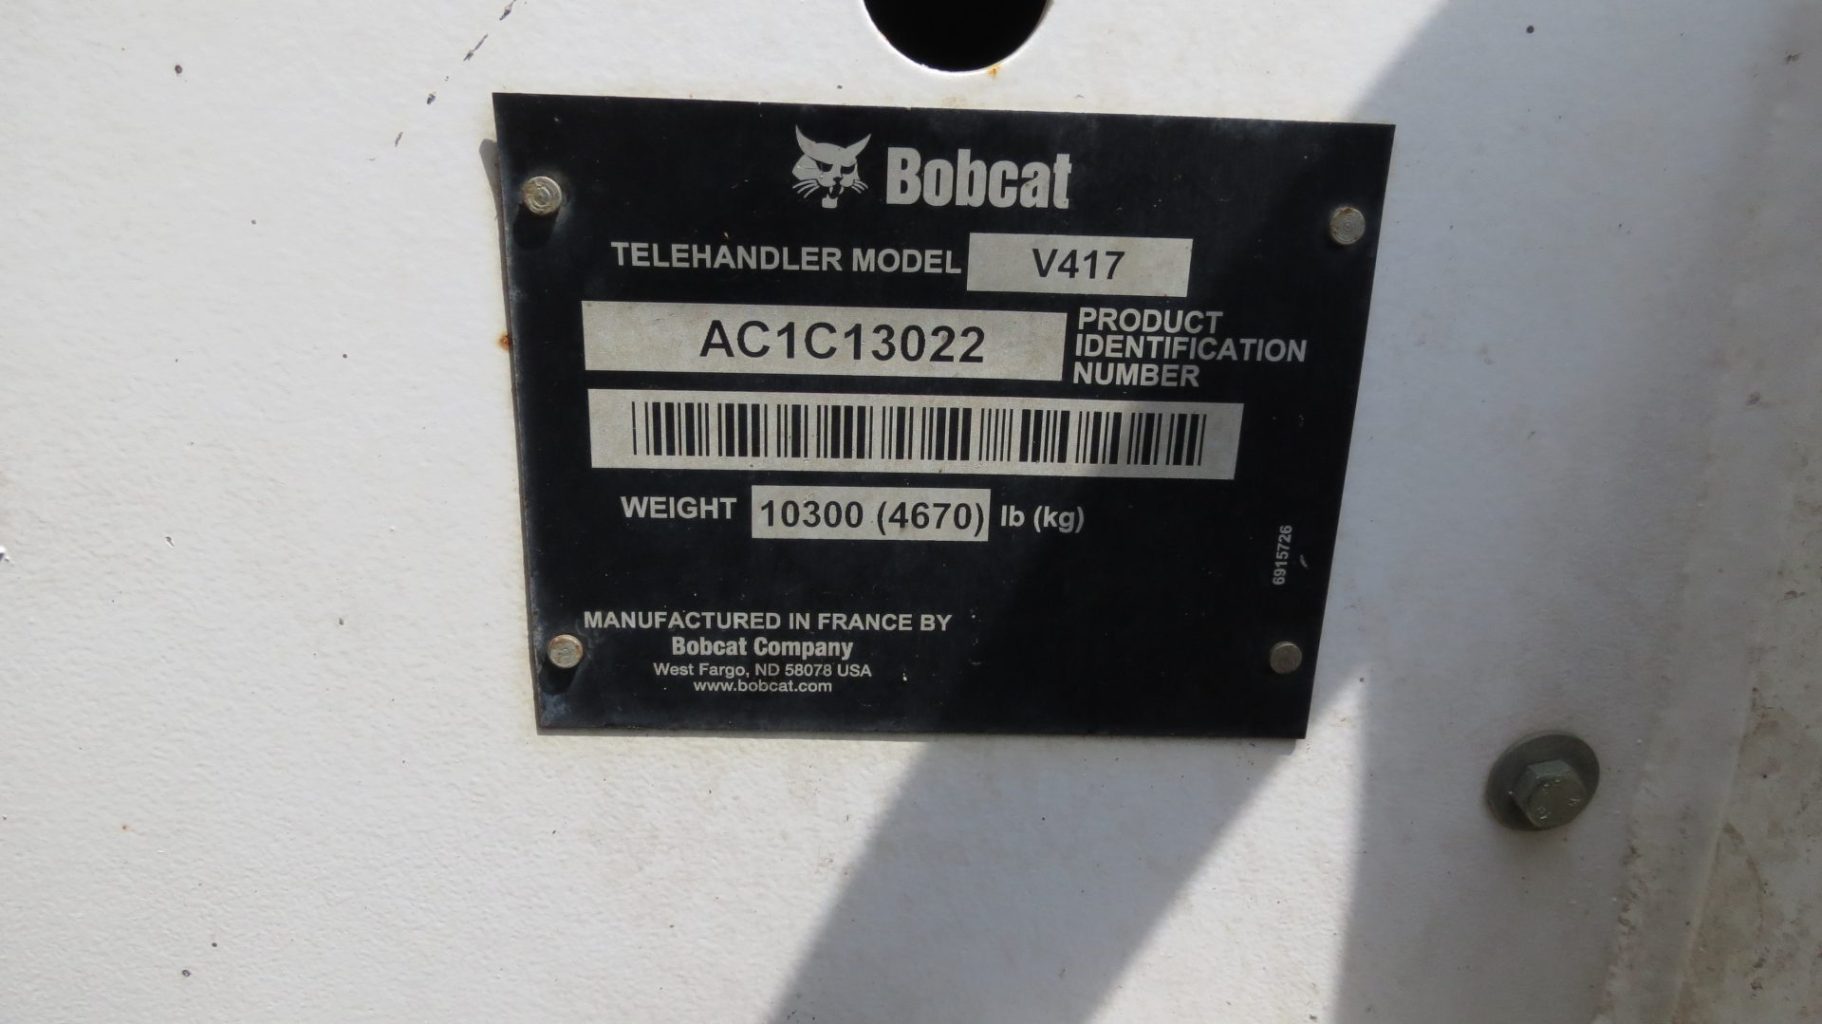 Bobcat
TELEHANDLER MODEL V417
AC1C13022 PRODUCT
IDENTIFICATION
NUMBER
WEIGHT 10300 (4670) lb (kg)
6915726
MANUFACTURED IN FRANCE BY
Bobcat Company
West Fargo, ND 58078 USA
www.bobcat.com